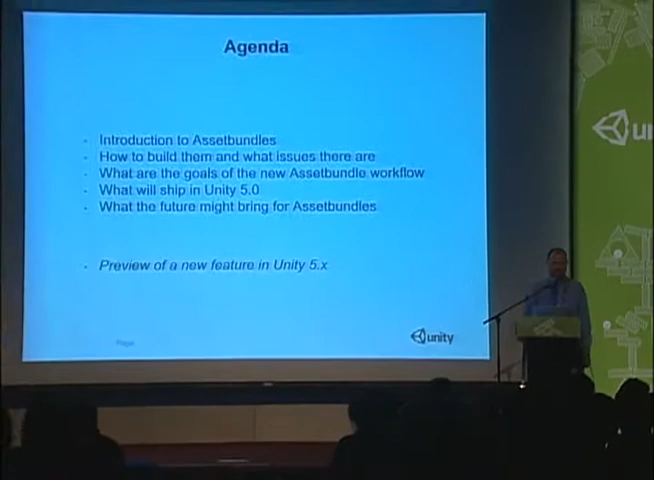 Agenda
- Introduction to Assetbundles
- How to build them and what issues there are
- What are the goals of the new Assetbundle workflow
- What will ship in Unity 5.0
- What the future might bring for Assetbundles
- Preview of a new feature in Unity 5.x
Page
unity